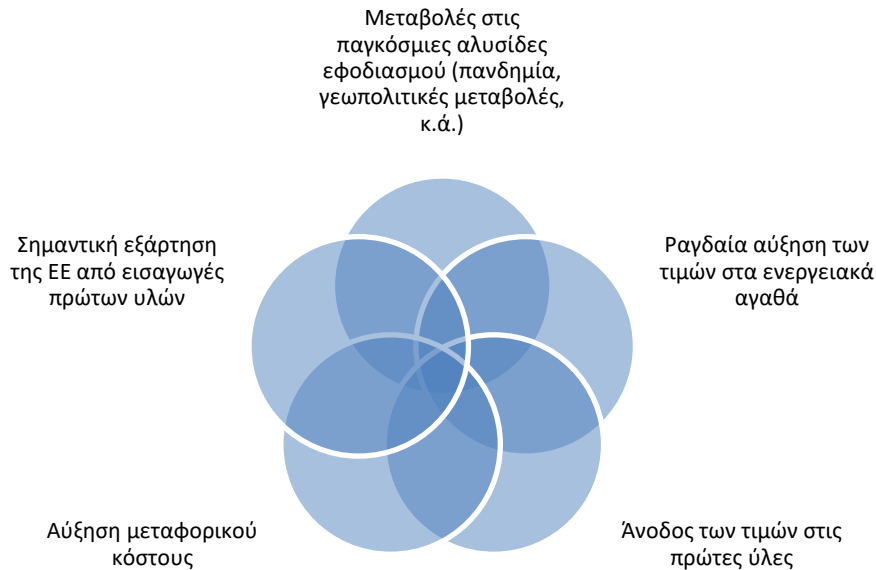 Μεταβολές στις
παγκόσμιες αλυσίδες
εφοδιασμού (πανδημία,
γεωπολιτικές μεταβολές,
κ.ά.)
Σημαντική εξάρτηση
της ΕΕ από εισαγωγές
πρώτων υλών
Ραγδαία αύξηση των
τιμών στα ενεργειακά
αγαθά
Αύξηση μεταφορικού
κόστους
Άνοδος των τιμών στις
πρώτες ύλες